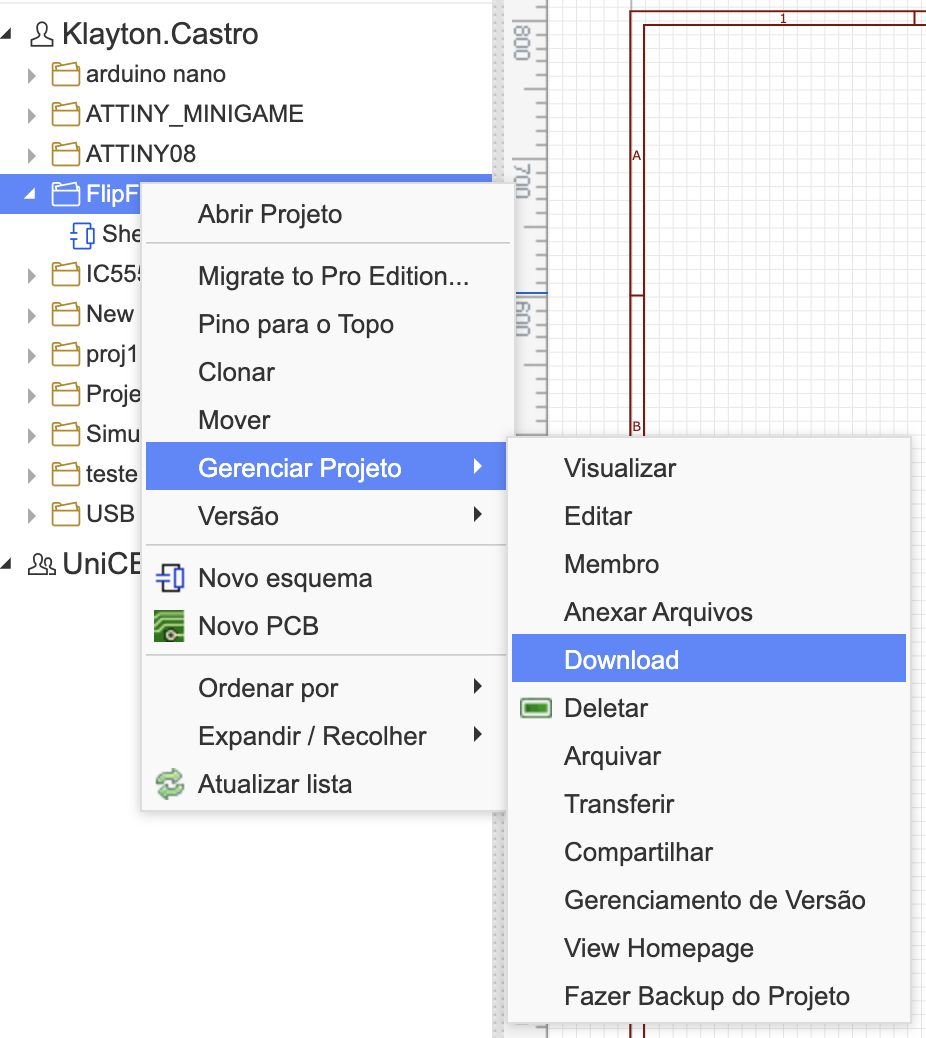 Klayton.Castro
arduino nano
ATTINY_MINIGAME
ATTINY08
FlipF
She
IC555
New
proj1
Proje
Simu
teste
USB
UniCE
Abrir Projeto
Migrate to Pro Edition...
Pino para o Topo
Clonar
Mover
Gerenciar Projeto
Versão
Novo esquema
Novo PCB
Ordenar por
Expandir / Recolher
Atualizar lista
Visualizar
Editar
Membro
Anexar Arquivos
Download
Deletar
Arquivar
Transferir
Compartilhar
Gerenciamento de Versão
View Homepage
Fazer Backup do Projeto
800
700
600
1
A
B